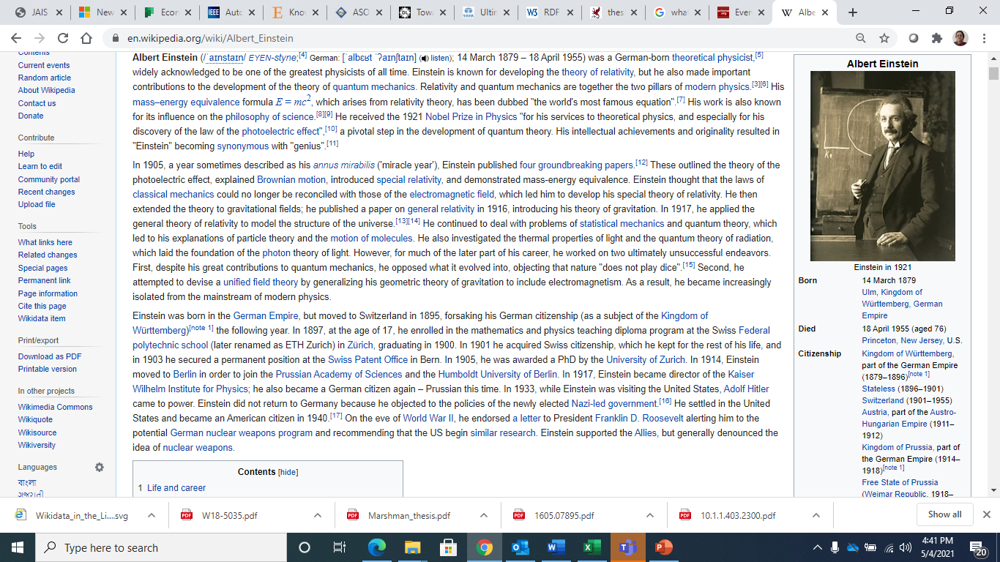 JAIS
New
Econ
Auto
Know
ASO
Towa
Ultin
RDF
thes
wha
Ever
Albe
en.wikipedia.org/wiki/Albert_Einstein
Contents
Current events
Random article
About Wikipedia
Contact us
Donate
Contribute
Help
Learn to edit
Community portal
Recent changes
Upload file
Tools
What links here
Related changes
Special pages
Permanent link
Page information
Cite this page
Wikidata item
Print/export
Download as PDF
Printable version
In other projects
Wikimedia Commons
Wikiquote
Wikisource
Wikiversity
Languages
বাংলা
ગુજરાતી
Albert Einstein (/ˈaɪnstaɪn/ EYEN-styne;[4] German: [ˈalbɛʁt ˈʔaɪnʃtaɪn] (listen); 14 March 1879 – 18 April 1955) was a German-born theoretical physicist,[5]
widely acknowledged to be one of the greatest physicists of all time. Einstein is known for developing the theory of relativity, but he also made important
contributions to the development of the theory of quantum mechanics. Relativity and quantum mechanics are together the two pillars of modern physics.[3][6] His
mass–energy equivalence formula E = mc², which arises from relativity theory, has been dubbed "the world's most famous equation".[7] His work is also known
for its influence on the philosophy of science.[8][9] He received the 1921 Nobel Prize in Physics "for his services to theoretical physics, and especially for his
discovery of the law of the photoelectric effect",[10] a pivotal step in the development of quantum theory. His intellectual achievements and originality resulted in
"Einstein" becoming synonymous with "genius".[11]
In 1905, a year sometimes described as his annus mirabilis ('miracle year'), Einstein published four groundbreaking papers.[12] These outlined the theory of the
photoelectric effect, explained Brownian motion, introduced special relativity, and demonstrated mass-energy equivalence. Einstein thought that the laws of
classical mechanics could no longer be reconciled with those of the electromagnetic field, which led him to develop his special theory of relativity. He then
extended the theory to gravitational fields; he published a paper on general relativity in 1916, introducing his theory of gravitation. In 1917, he applied the
general theory of relativity to model the structure of the universe.[13][14] He continued to deal with problems of statistical mechanics and quantum theory, which
led to his explanations of particle theory and the motion of molecules. He also investigated the thermal properties of light and the quantum theory of radiation,
which laid the foundation of the photon theory of light. However, for much of the later part of his career, he worked on two ultimately unsuccessful endeavors.
First, despite his great contributions to quantum mechanics, he opposed what it evolved into, objecting that nature "does not play dice".[15] Second, he
attempted to devise a unified field theory by generalizing his geometric theory of gravitation to include electromagnetism. As a result, he became increasingly
isolated from the mainstream of modern physics.
Einstein was born in the German Empire, but moved to Switzerland in 1895, forsaking his German citizenship (as a subject of the Kingdom of
Württemberg)[note 1] the following year. In 1897, at the age of 17, he enrolled in the mathematics and physics teaching diploma program at the Swiss Federal
polytechnic school (later renamed as ETH Zurich) in Zürich, graduating in 1900. In 1901 he acquired Swiss citizenship, which he kept for the rest of his life, and
in 1903 he secured a permanent position at the Swiss Patent Office in Bern. In 1905, he was awarded a PhD by the University of Zurich. In 1914, Einstein
moved to Berlin in order to join the Prussian Academy of Sciences and the Humboldt University of Berlin. In 1917, Einstein became director of the Kaiser
Wilhelm Institute for Physics; he also became a German citizen again – Prussian this time. In 1933, while Einstein was visiting the United States, Adolf Hitler
came to power. Einstein did not return to Germany because he objected to the policies of the newly elected Nazi-led government.[16] He settled in the United
States and became an American citizen in 1940.[17] On the eve of World War II, he endorsed a letter to President Franklin D. Roosevelt alerting him to the
potential German nuclear weapons program and recommending that the US begin similar research. Einstein supported the Allies, but generally denounced the
idea of nuclear weapons.
Contents [hide]
1 Life and career
Albert Einstein
Einstein in 1921
Born 14 March 1879
Ulm, Kingdom of
Württemberg, German
Empire
Died 18 April 1955 (aged 76)
Princeton, New Jersey, U.S.
Citizenship Kingdom of Württemberg,
part of the German Empire
(1879–1896)[note 1]
Stateless (1896–1901)
Switzerland (1901–1955)
Austria, part of the Austro-
Hungarian Empire (1911–
1912)
Kingdom of Prussia, part of
the German Empire (1914–
1918)[note 1]
Free State of Prussia
(Weimar Republic, 1918–
Wikidata_in_the_Li....svg
W18-5035.pdf
Marshman_thesis.pdf
1605.07895.pdf
10.1.1.403.2300.pdf
Show all
Type here to search
4:41 PM
5/4/2021
20